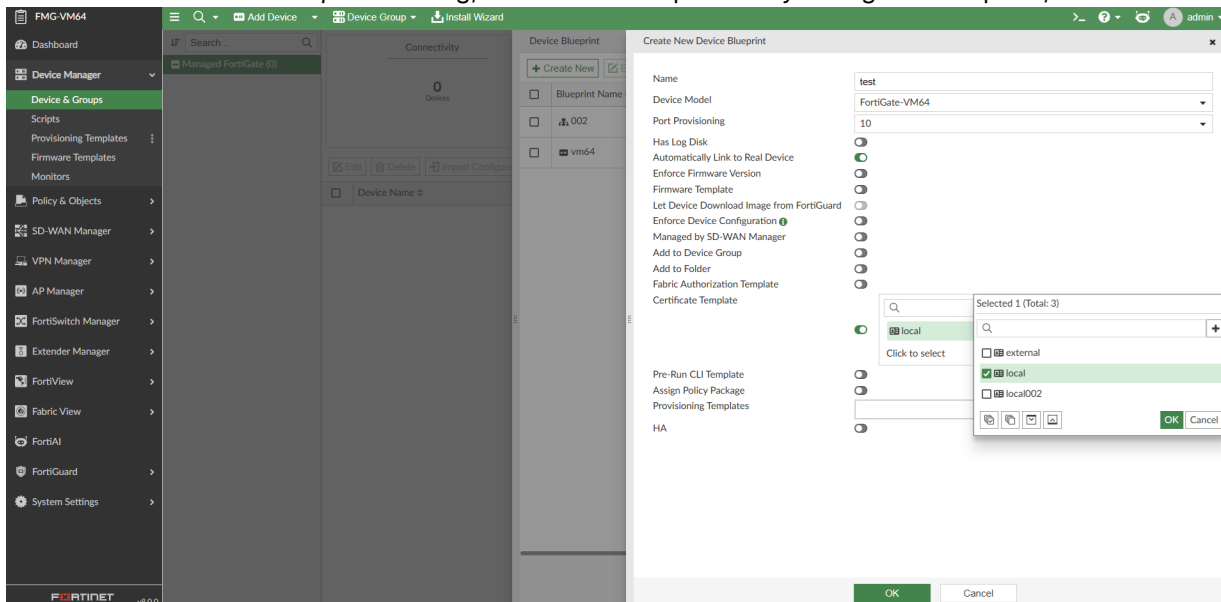 FMG-VM64
Add Device
Device Group
Install Wizard
admin
Dashboard
Device Manager
Device & Groups
Scripts
Provisioning Templates
Firmware Templates
Monitors
Policy & Objects
SD-WAN Manager
VPN Manager
AP Manager
FortiSwitch Manager
Extender Manager
FortiView
Fabric View
FortiAI
FortiGuard
System Settings
FORTINET
Search...
Managed FortiGate (0)
Connectivity
0
Devices
Edit
Delete
Import Configura
Device Name
Device Blueprint
Create New
Blueprint Name
002
vm64
Create New Device Blueprint
Name
test
Device Model
FortiGate-VM64
Port Provisioning
10
Has Log Disk
Automatically Link to Real Device
Enforce Firmware Version
Firmware Template
Let Device Download Image from FortiGuard
Enforce Device Configuration
Managed by SD-WAN Manager
Add to Device Group
Add to Folder
Fabric Authorization Template
Certificate Template
local
Click to select
Pre-Run CLI Template
Assign Policy Package
Provisioning Templates
HA
Selected 1 (Total: 3)
external
local
local002
OK
Cancel
OK
Cancel